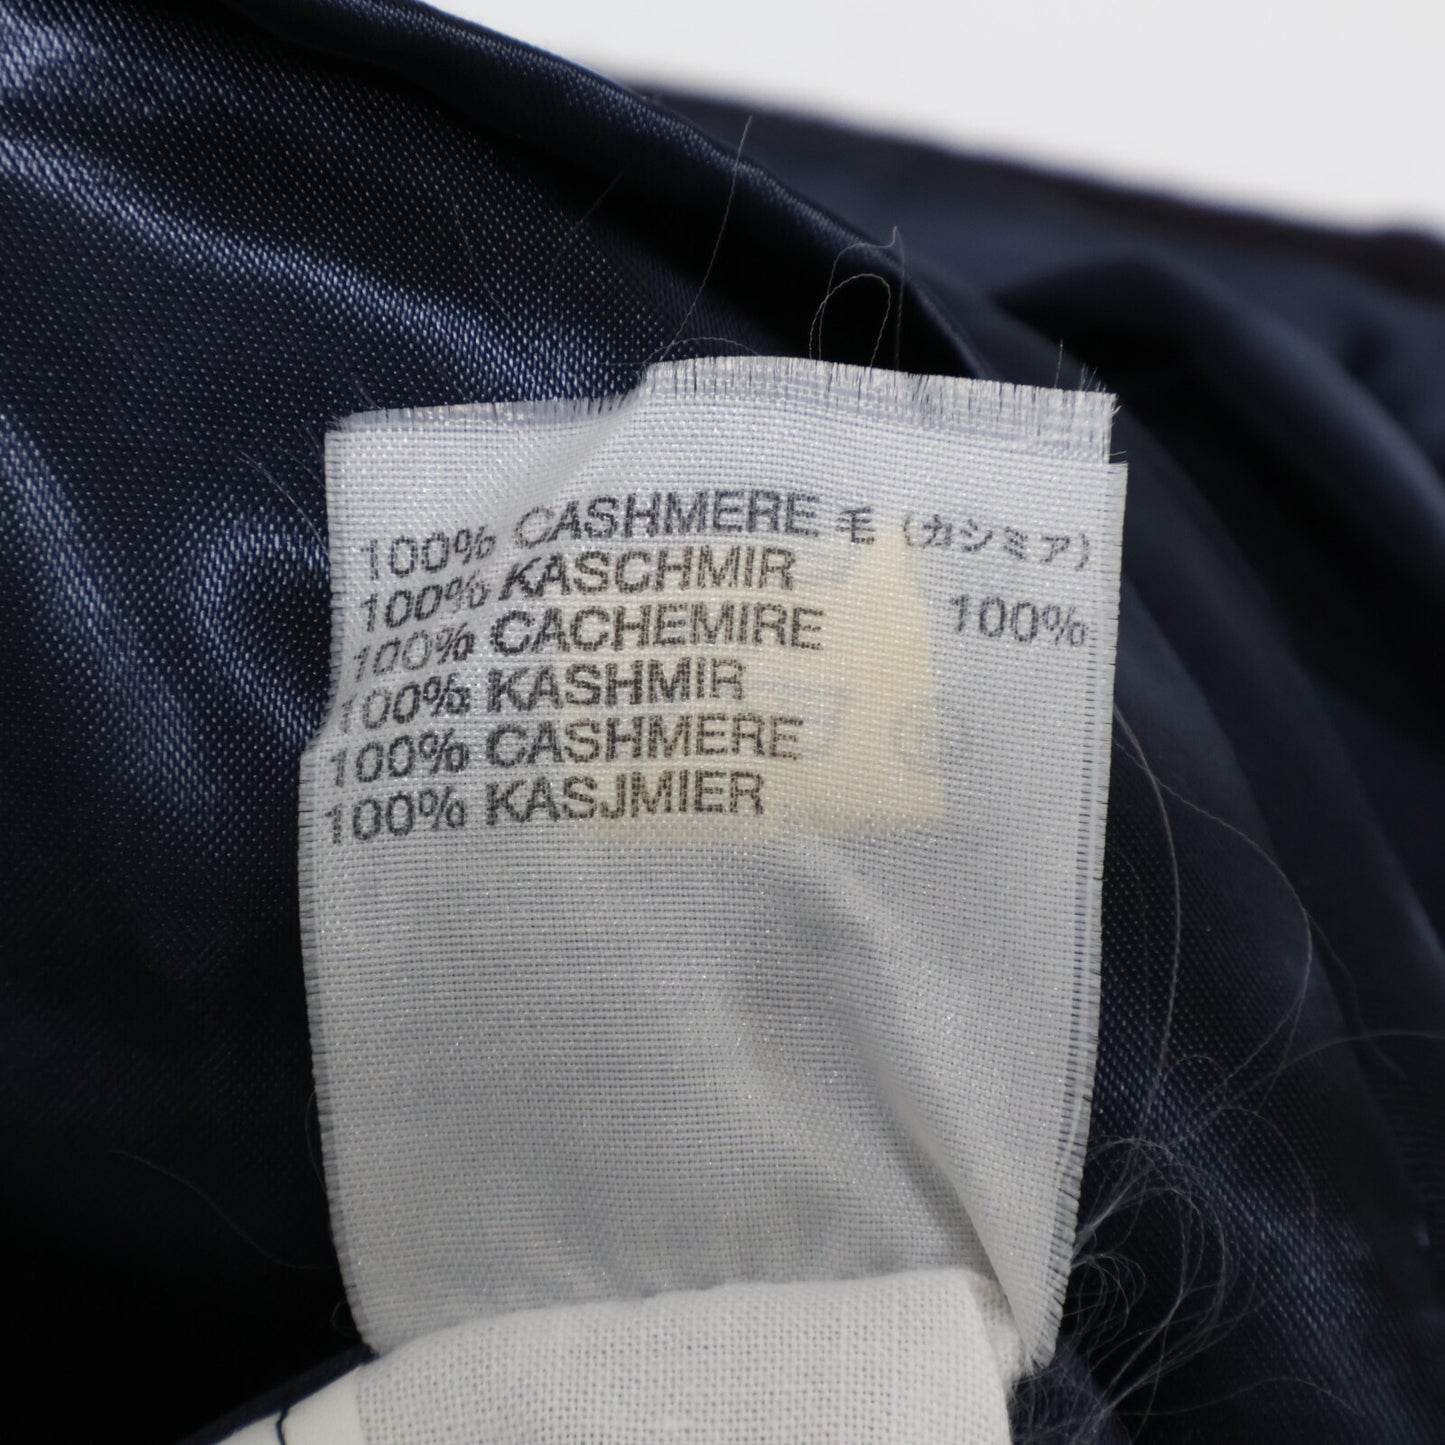 100% CASHMERE 毛（カシミア）
100% KASCHMIR 100%
100% CACHEMIRE
100% KASHMIR
100% CASHMERE
100% KASJMIER